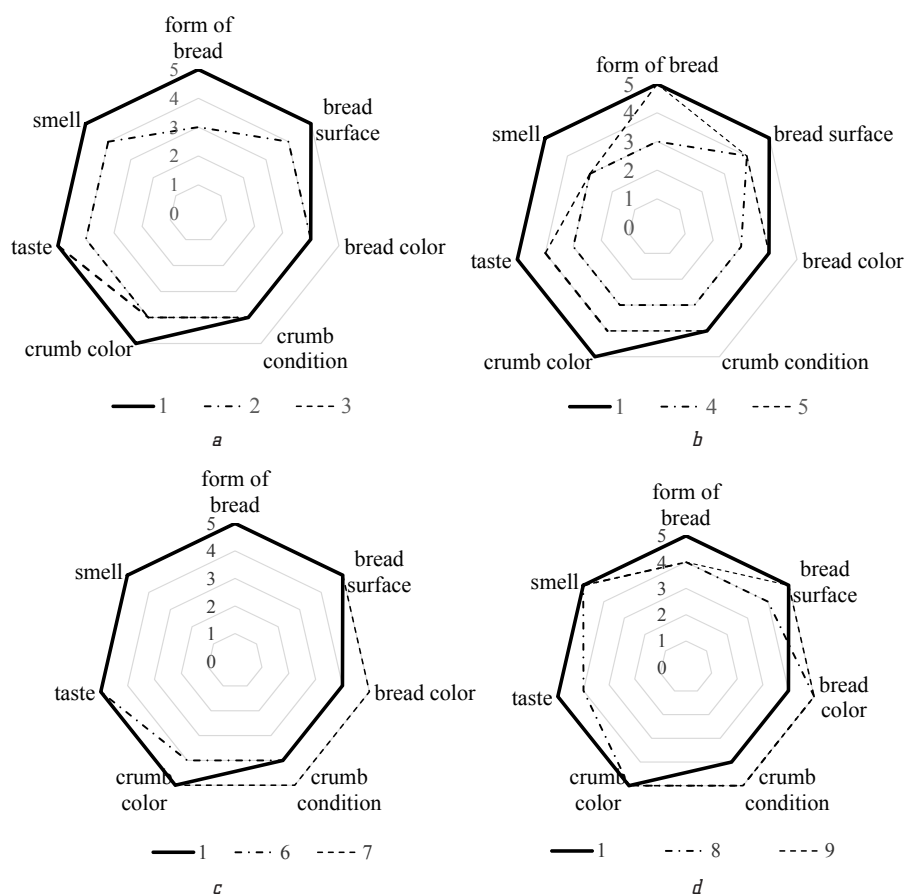 form of
bread
5
4
3
2
1
0
bread
surface
bread color
crumb
condition
crumb color
taste
smell
1 2 3
a
form of bread
5
4
3
2
1
0
bread surface
bread color
crumb condition
crumb color
taste
smell
1 4 5
b
form of
bread
5
4
3
2
1
0
bread
surface
bread color
crumb
condition
crumb
color
taste
smell
1 6 7
c
form of
bread
5
4
3
2
1
0
bread
surface
bread
color
crumb
condition
crumb
color
taste
smell
1 8 9
d